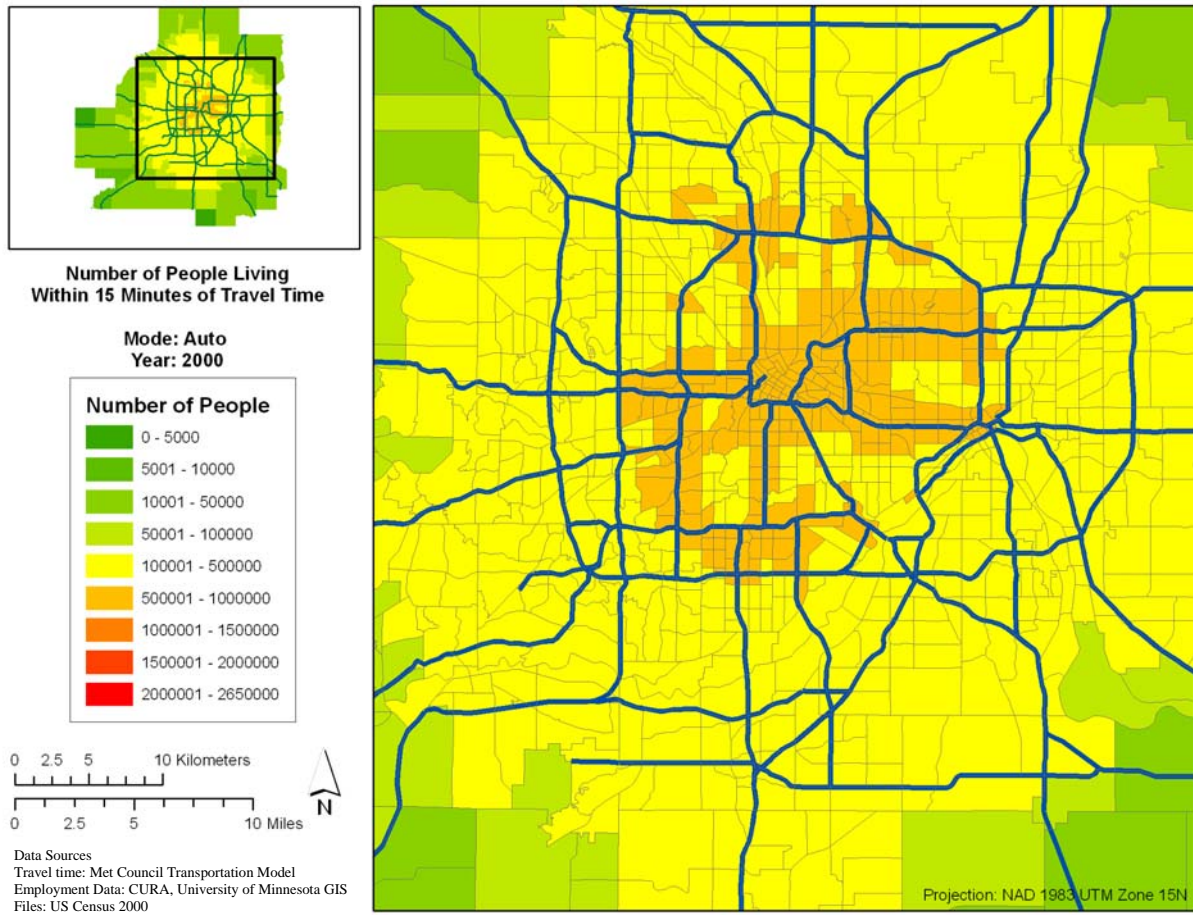 Number of People Living
Within 15 Minutes of Travel Time
Mode: Auto
Year: 2000
Number of People
0 - 5000
5001 - 10000
10001 - 50000
50001 - 100000
100001 - 500000
500001 - 1000000
1000001 - 1500000
1500001 - 2000000
2000001 - 2650000
0 2.5 5 10 Kilometers
0 2.5 5 10 Miles
N
Data Sources
Travel time: Met Council Transportation Model
Employment Data: CURA, University of Minnesota GIS
Files: US Census 2000
Projection: NAD 1983 UTM Zone 15N